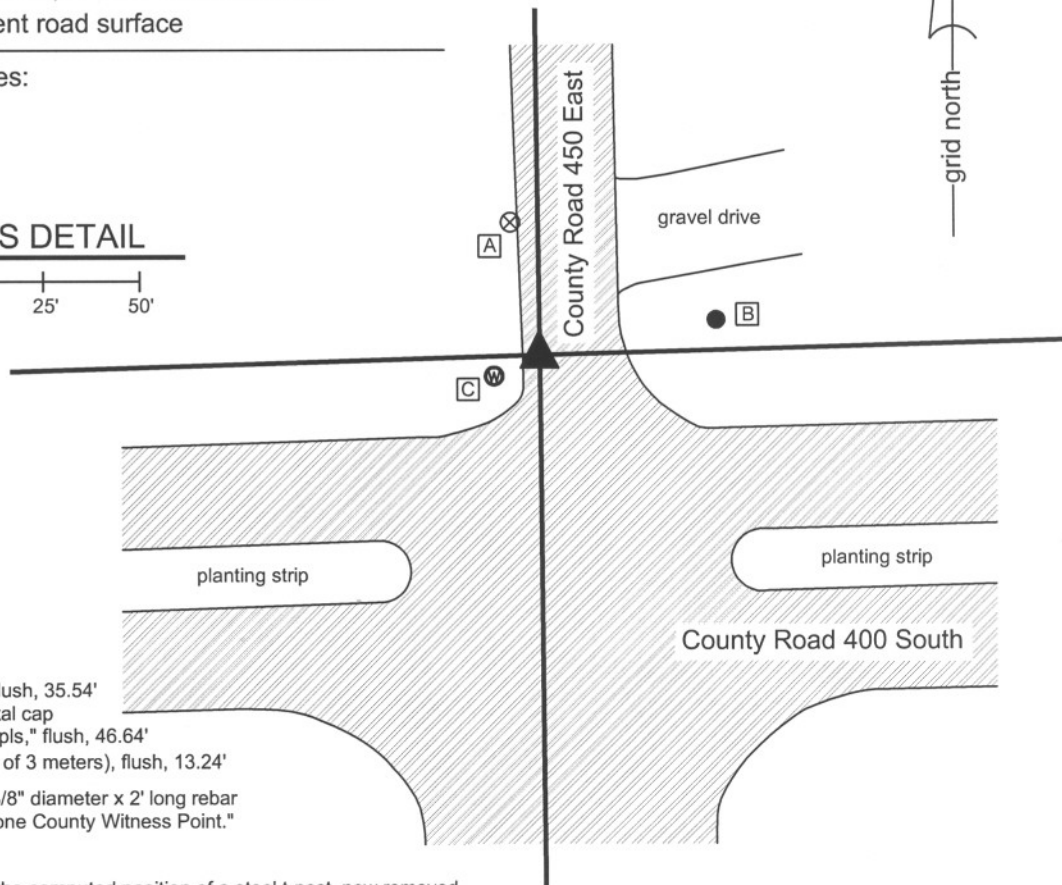 ent road surface
es:
S DETAIL
25' 50'
County Road 450 East
grid north
gravel drive
A
B
C
W
planting strip
planting strip
County Road 400 South
lush, 35.54'
tal cap
pls," flush, 46.64'
of 3 meters), flush, 13.24'
/8" diameter x 2' long rebar
one County Witness Point."